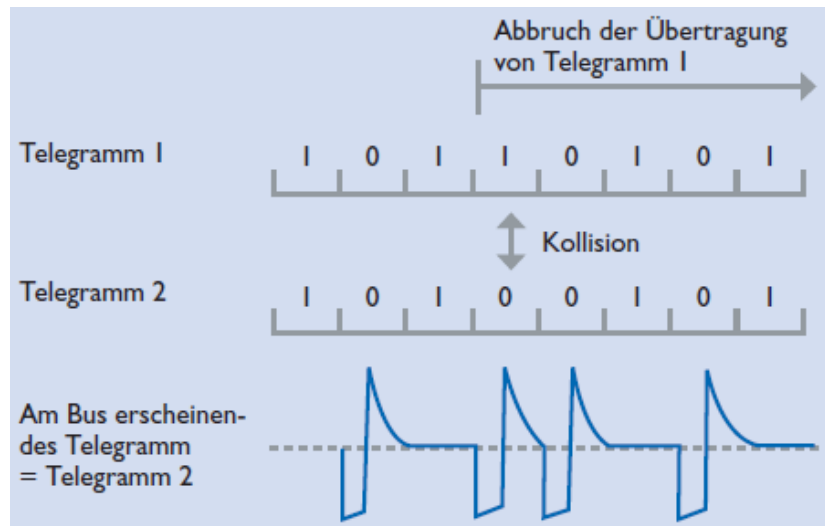 Abbruch der Übertragung
von Telegramm 1
Telegramm 1
1 0 1 1 0 1 0 1
Kollision
Telegramm 2
1 0 1 0 0 1 0 1
Am Bus erscheinen-
des Telegramm
= Telegramm 2